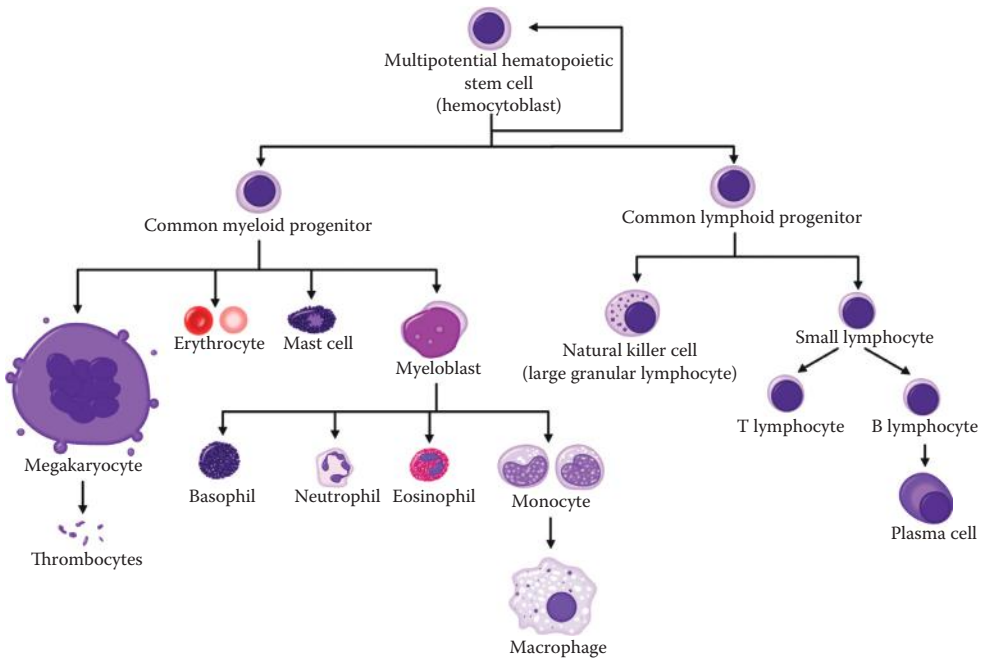 Multipotential hematopoietic
stem cell
(hemocytoblast)
Common myeloid progenitor
Common lymphoid progenitor
Erythrocyte
Mast cell
Myeloblast
Natural killer cell
(large granular lymphocyte)
Small lymphocyte
T lymphocyte
B lymphocyte
Megakaryocyte
Basophil
Neutrophil
Eosinophil
Monocyte
Plasma cell
Thrombocytes
Macrophage